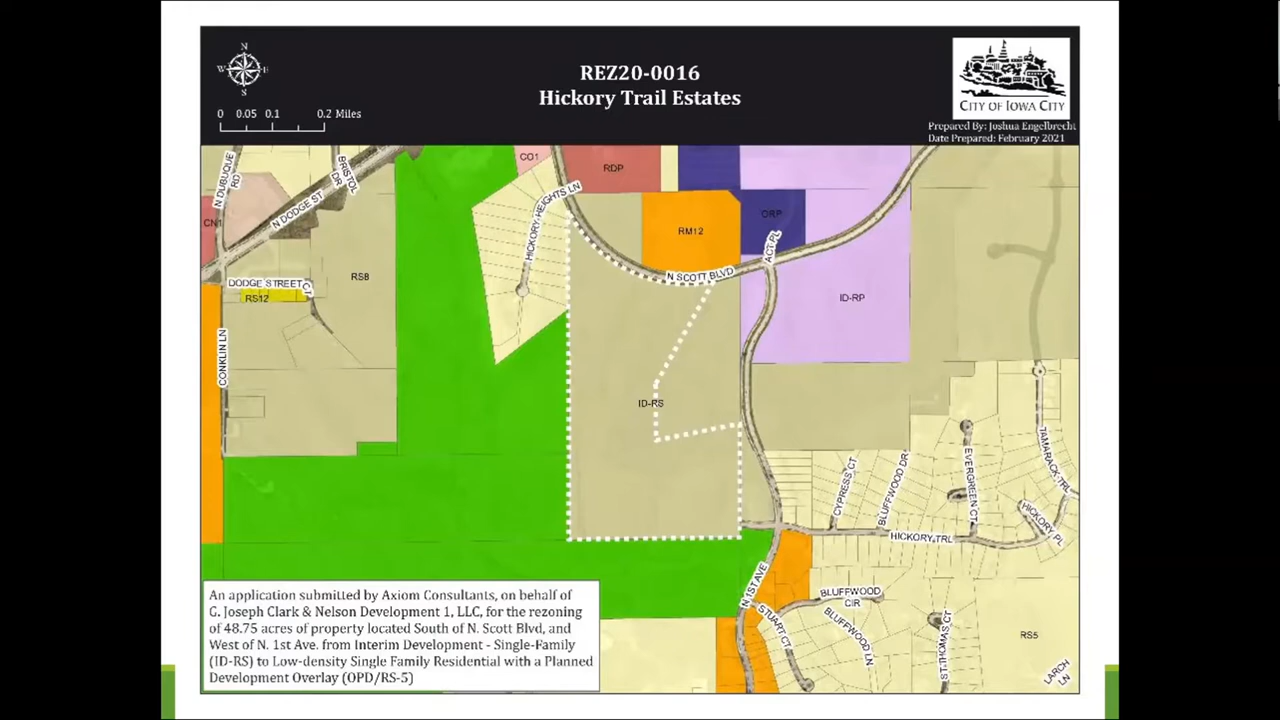 REZ20-0016
Hickory Trail Estates
N
W
E
S
0 0.05 0.1 0.2 Miles
CITY OF IOWA CITY
Prepared By: Joshua Engelbrecht
Date Prepared: February 2021
N DUBUQUE RD
BRISTOL DR
N DODGE ST
CN1
CO1
RDP
HICKORY HEIGHTS LN
RM12
ORP
ACT PL
N SCOTT BLVD
RS8
DODGE STREET CT
RS12
CONKLIN LN
ID-RP
ID-RS
CYPRESS CT
BLUFFWOOD DR
EVERGREEN CT
TAMARACK TRL
HICKORY PL
HICKORY TRL
N 1ST AVE
STUART CT
BLUFFWOOD CIR
BLUFFWOOD LN
ST THOMAS CT
RS5
LARCH LN
An application submitted by Axiom Consultants, on behalf of
G. Joseph Clark & Nelson Development 1, LLC, for the rezoning
of 48.75 acres of property located South of N. Scott Blvd, and
West of N. 1st Ave. from Interim Development - Single-Family
(ID-RS) to Low-density Single Family Residential with a Planned
Development Overlay (OPD/RS-5)